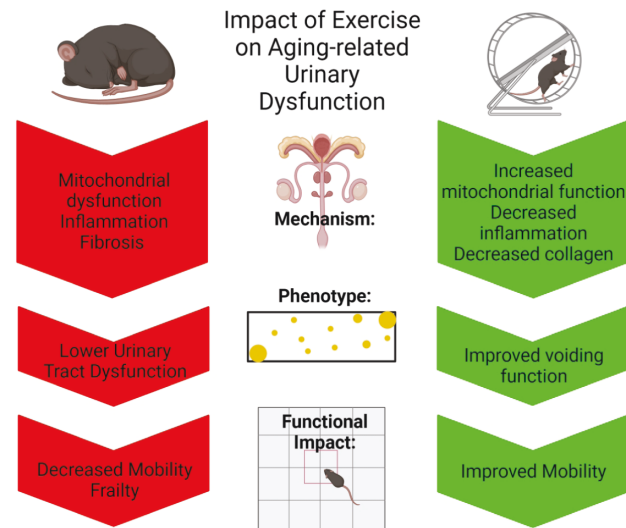 Impact of Exercise
on Aging-related
Urinary
Dysfunction
Mitochondrial
dysfunction
Inflammation
Fibrosis
Mechanism:
Increased
mitochondrial function
Decreased
inflammation
Decreased collagen
Phenotype:
Lower Urinary
Tract Dysfunction
Improved voiding
function
Functional
Impact:
Decreased Mobility
Frailty
Improved Mobility